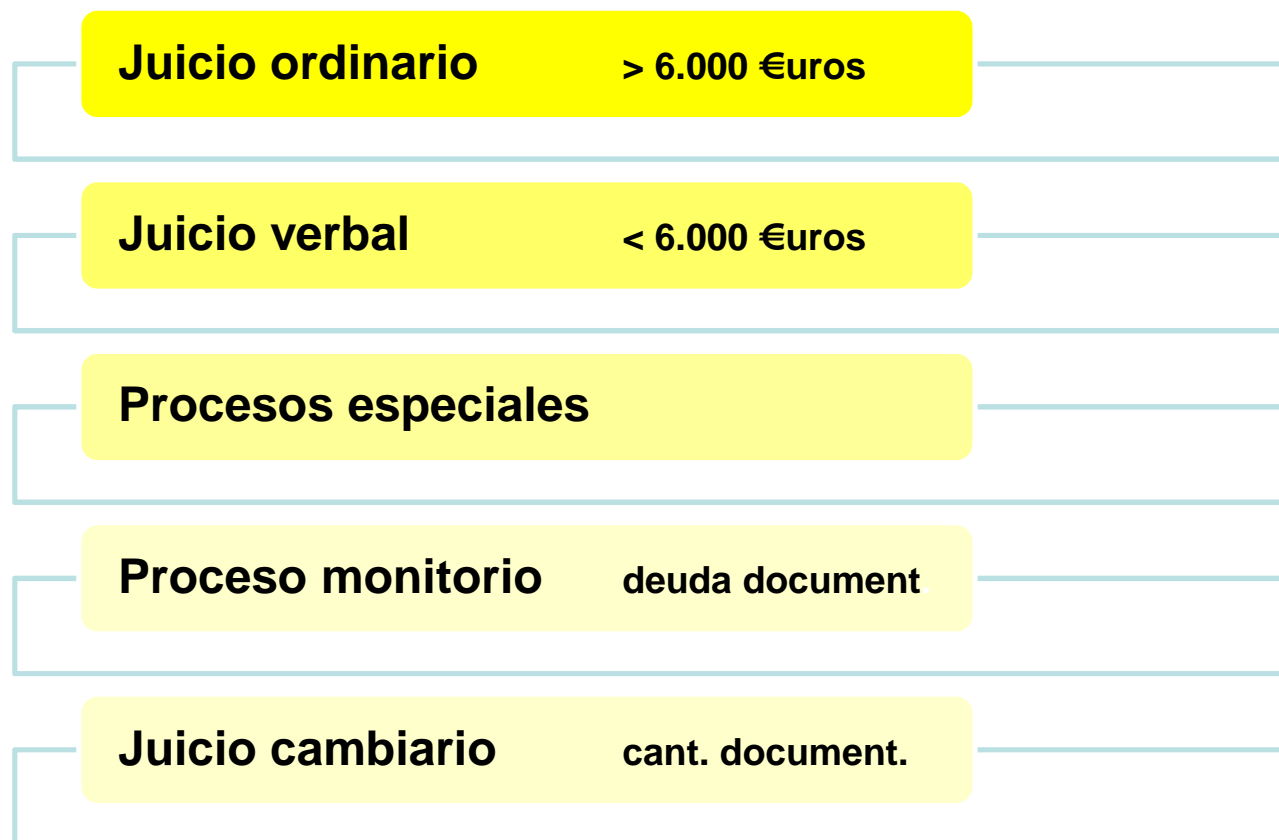 Juicio ordinario > 6.000 €uros
Juicio verbal < 6.000 €uros
Procesos especiales
Proceso monitorio deuda document.
Juicio cambiario cant. document.